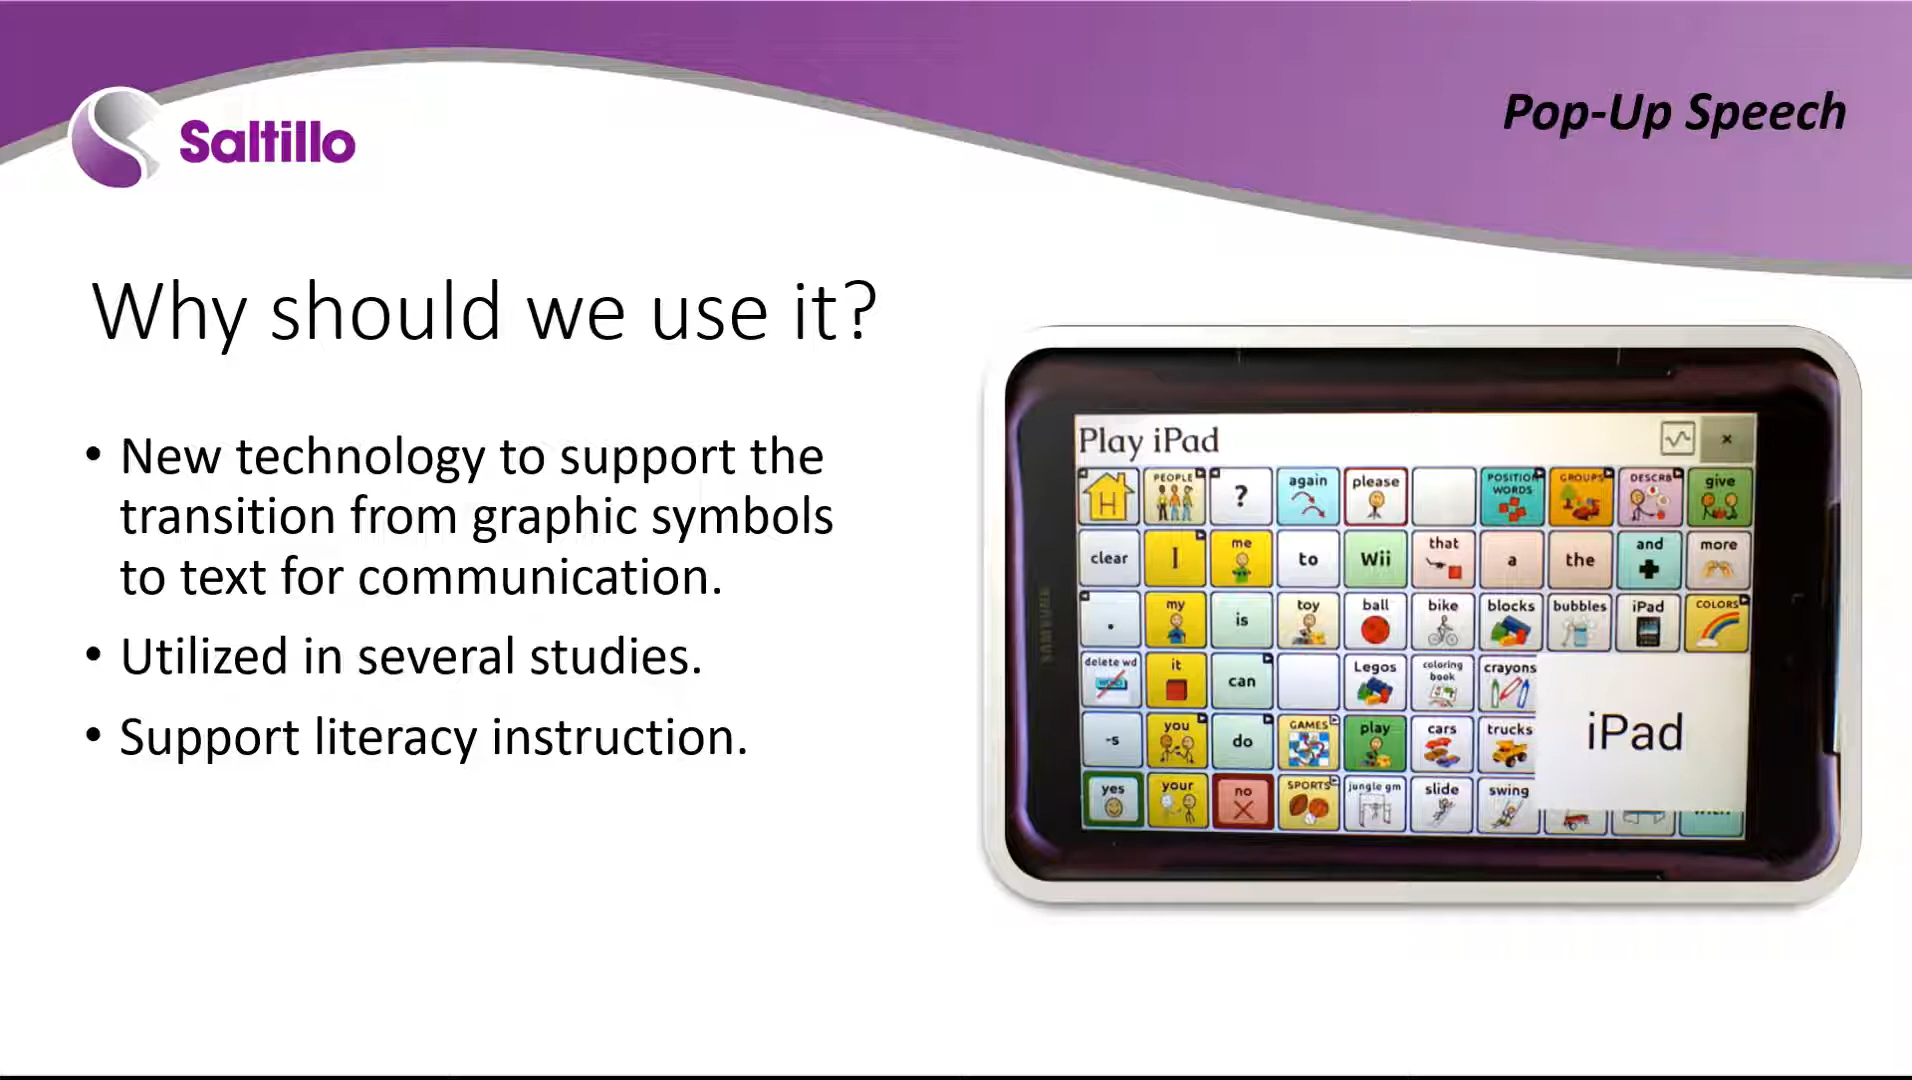 Saltillo
Pop-Up Speech
Why should we use it?
• New technology to support the
transition from graphic symbols
to text for communication.
• Utilized in several studies.
• Support literacy instruction.
SAMSUNG
Play iPad
×
H
PEOPLE
?
again
please
POSITION
WORDS
GROUPS
DESCRB
give
clear
I
me
to
Wii
that
a
the
and
more
.
my
is
toy
ball
bike
blocks
bubbles
iPad
COLORS
delete wd
WORD
it
can
Legos
coloring
book
crayons
-s
you
do
GAMES
play
cars
trucks
iPad
yes
your
no
SPORTS
jungle gm
slide
swing